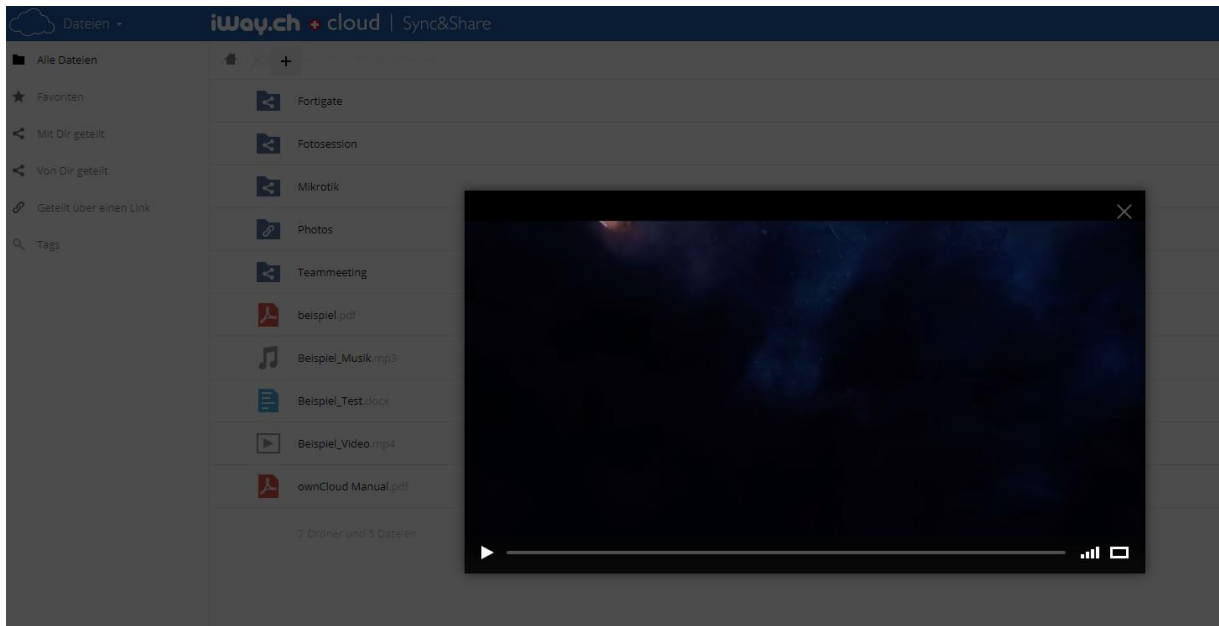 Dateien
iway.ch + cloud | Sync&Share
Alle Dateien
Favoriten
Mit Dir geteilt
Von Dir geteilt
Geteilt über einen Link
Tags
+
Fortigate
Fotosession
Mikrotik
Photos
Teammeeting
beispiel.pdf
Beispiel_Musik.mp3
Beispiel_Test.docx
Beispiel_Video.mp4
ownCloud Manual.pdf
7 Ordner und 5 Dateien